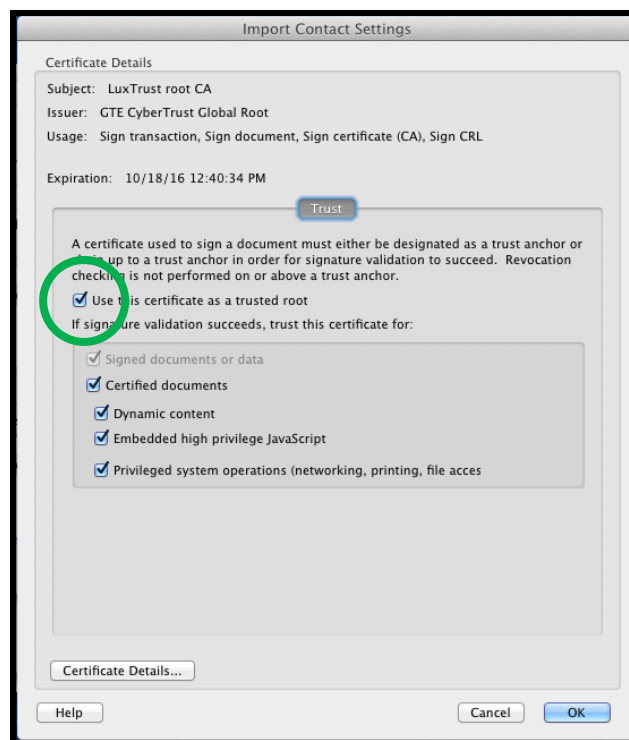 Import Contact Settings
Certificate Details
Subject: LuxTrust root CA
Issuer: GTE CyberTrust Global Root
Usage: Sign transaction, Sign document, Sign certificate (CA), Sign CRL
Expiration: 10/18/16 12:40:34 PM
Trust
A certificate used to sign a document must either be designated as a trust anchor or
chain up to a trust anchor in order for signature validation to succeed. Revocation
checking is not performed on or above a trust anchor.
Use this certificate as a trusted root
If signature validation succeeds, trust this certificate for:
Signed documents or data
Certified documents
Dynamic content
Embedded high privilege JavaScript
Privileged system operations (networking, printing, file acces
Certificate Details...
Help
Cancel
OK